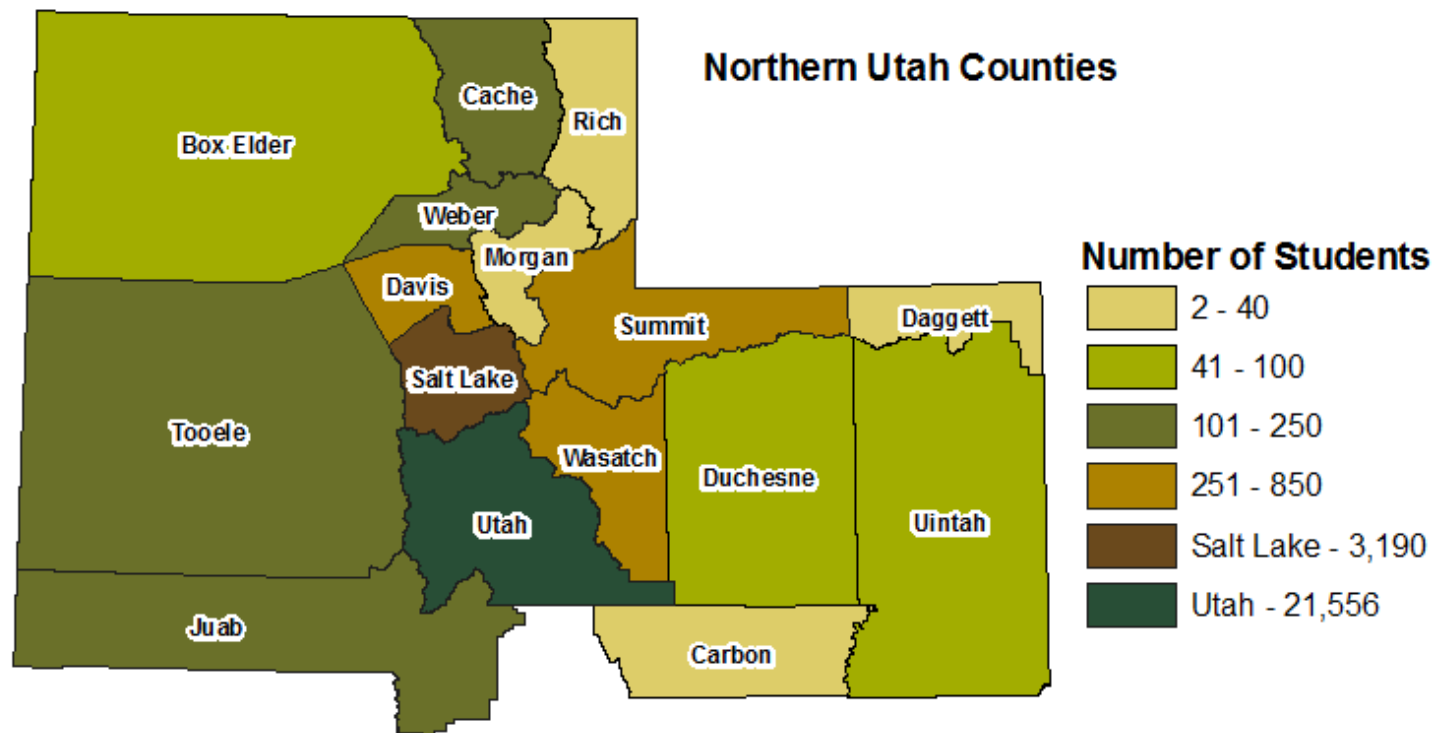 Northern Utah Counties
Cache
Rich
Box Elder
Weber
Morgan
Davis
Summit
Daggett
Salt Lake
Tooele
Wasatch
Duchesne
Utah
Uintah
Juab
Carbon
Number of Students
2 - 40
41 - 100
101 - 250
251 - 850
Salt Lake - 3,190
Utah - 21,556